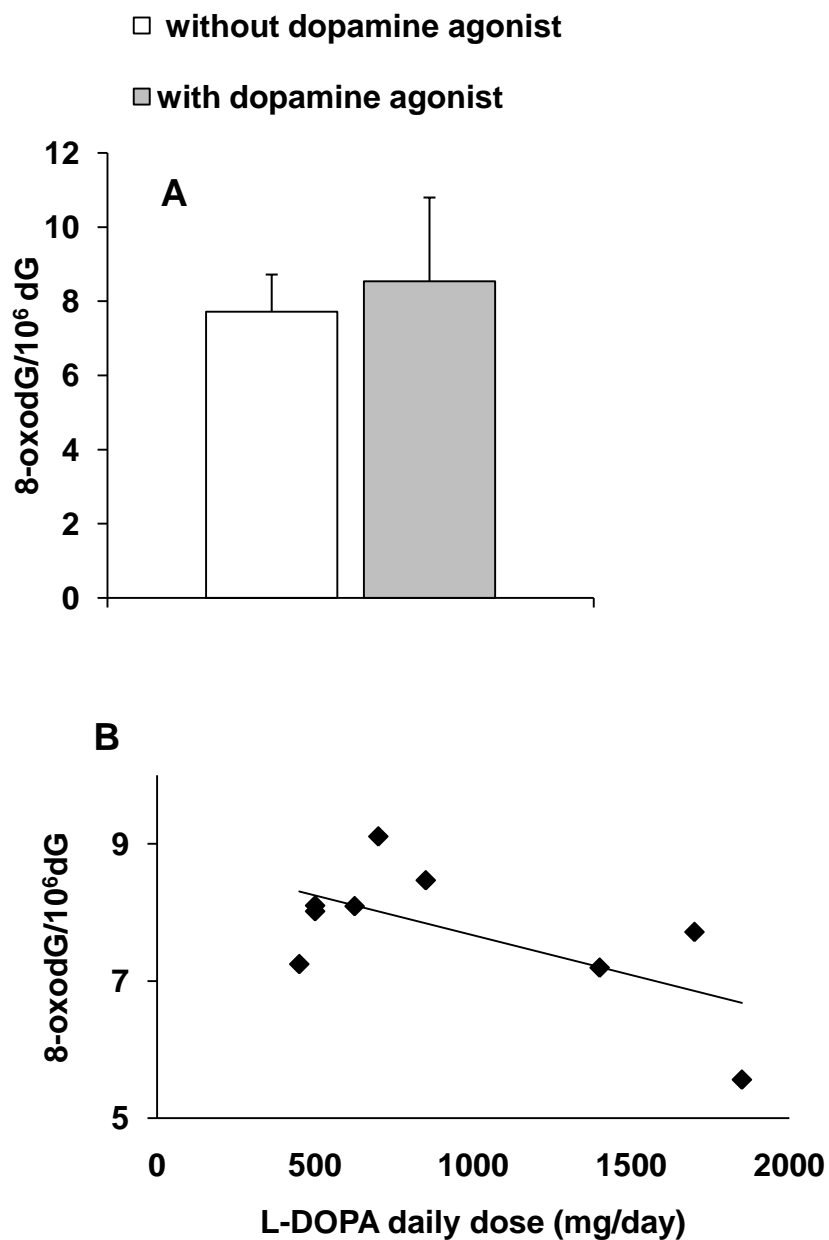 without dopamine agonist
with dopamine agonist
A
12
10
8
6
4
2
0
8-oxodG/10⁶ dG
B
9
7
5
8-oxodG/10⁶dG
0 500 1000 1500 2000
L-DOPA daily dose (mg/day)